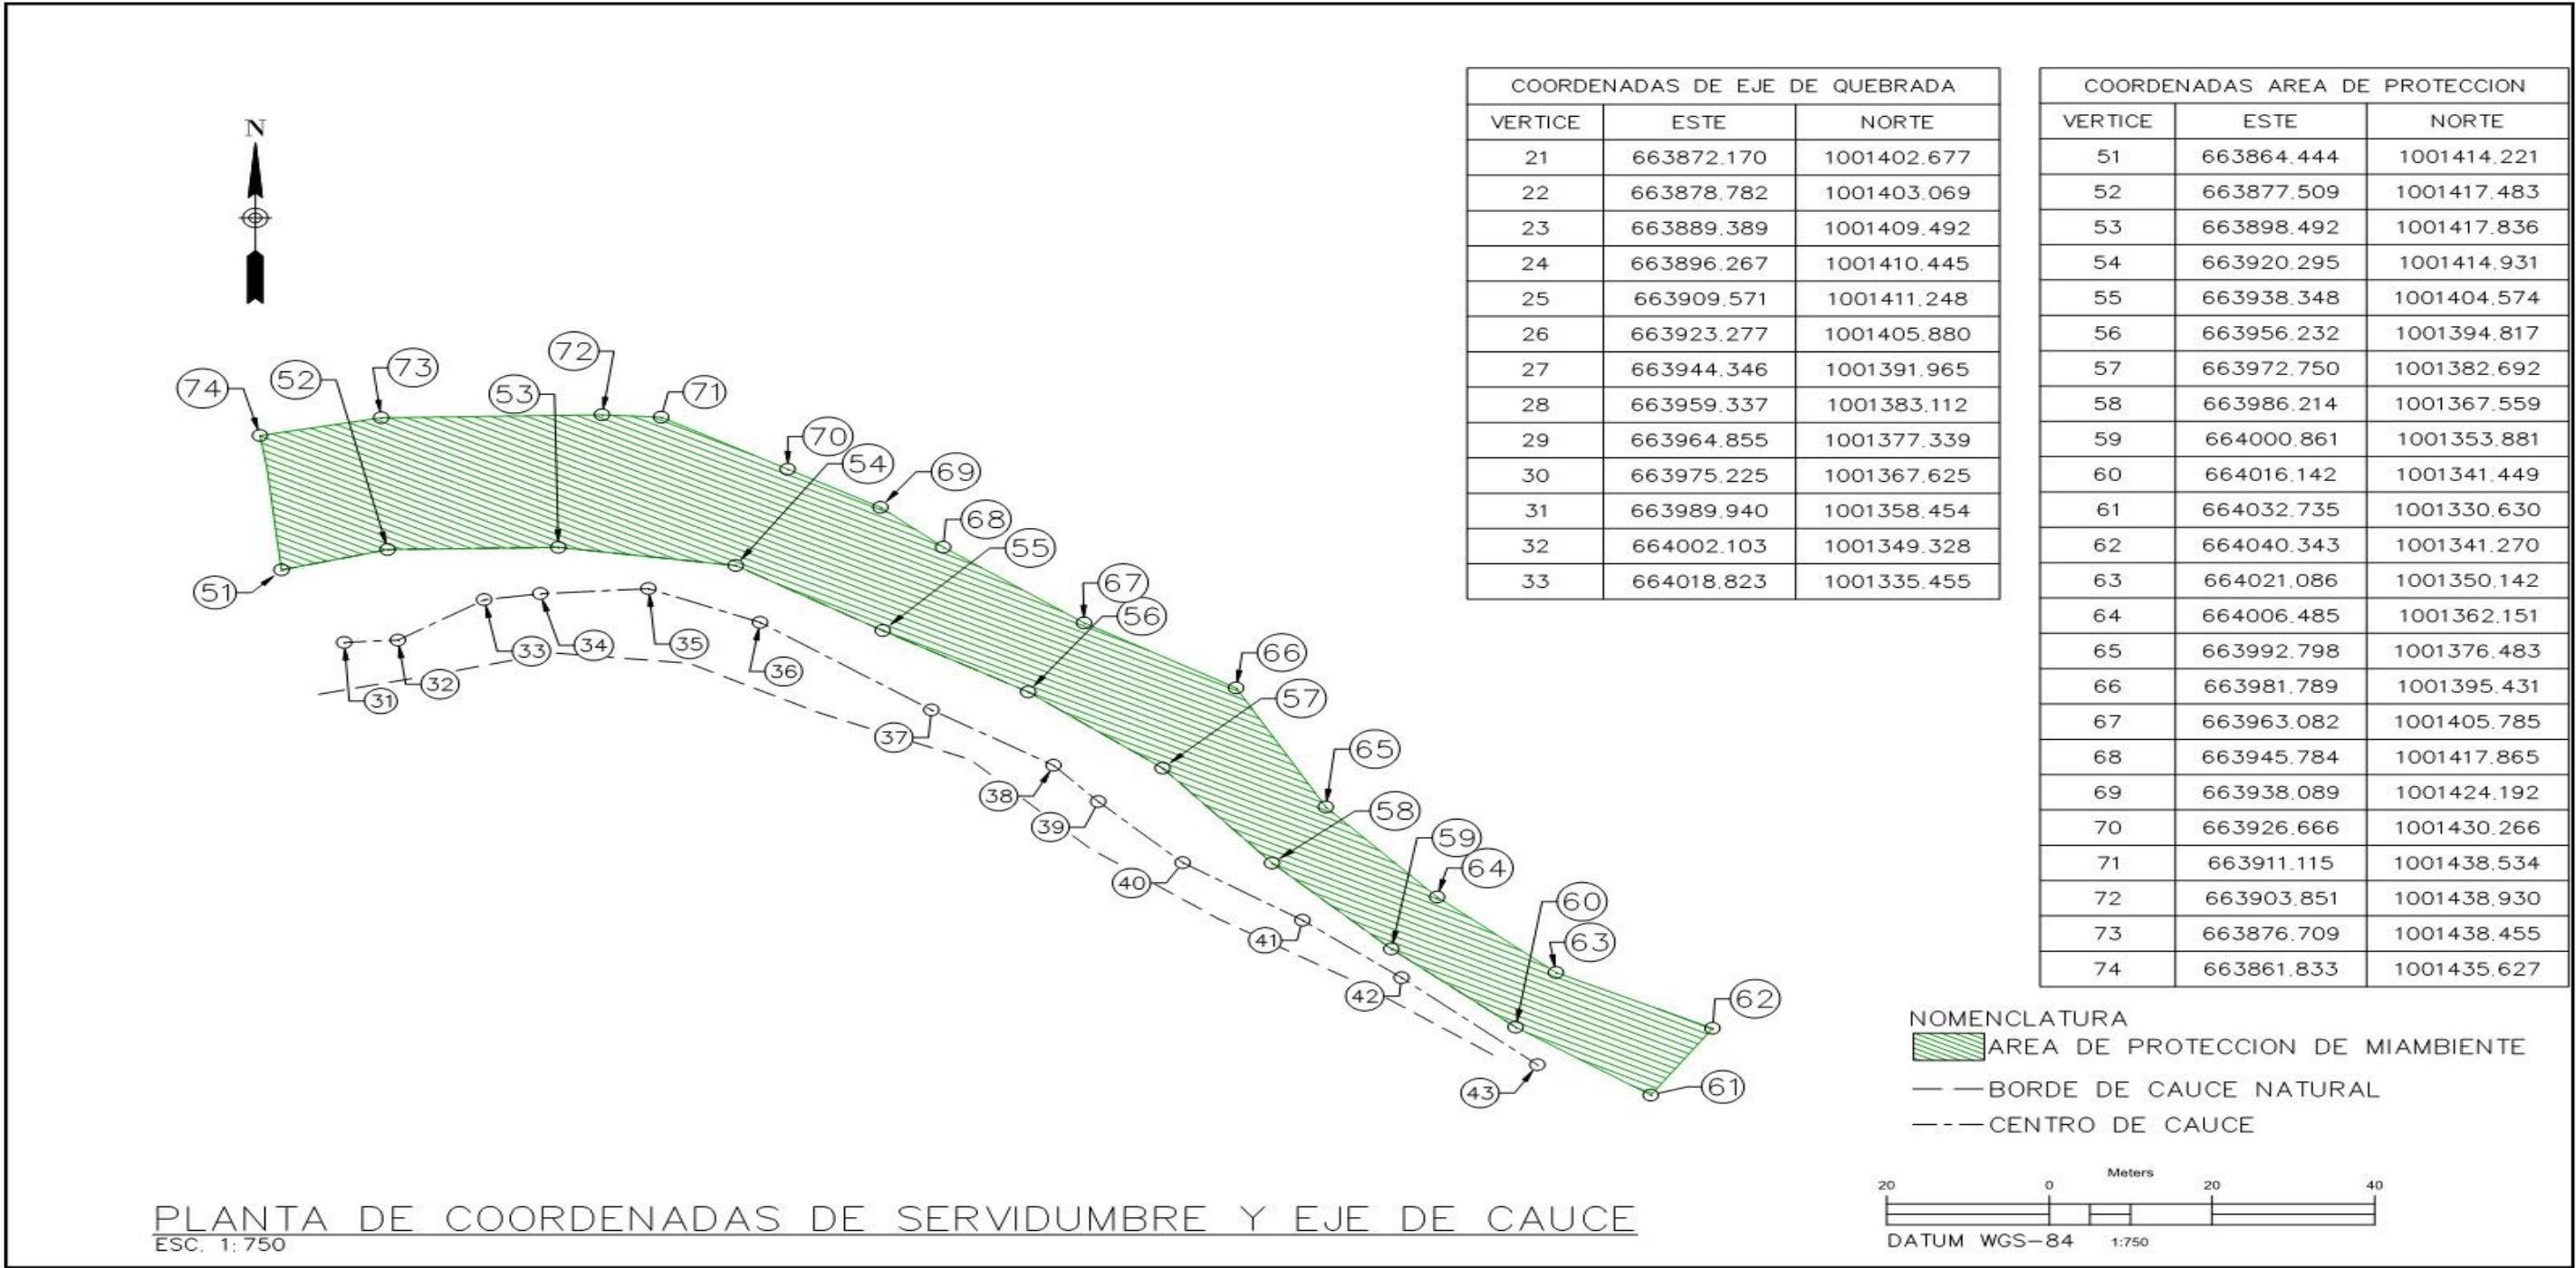 N
COORDENADAS DE EJE DE QUEBRADA
VERTICE ESTE NORTE
21 663872.170 1001402.677
22 663878.782 1001403.069
23 663889.389 1001409.492
24 663896.267 1001410.445
25 663909.571 1001411.248
26 663923.277 1001405.880
27 663944.346 1001391.965
28 663959.337 1001383.112
29 663964.855 1001377.339
30 663975.225 1001367.625
31 663989.940 1001358.454
32 664002.103 1001349.328
33 664018.823 1001335.455
COORDENADAS AREA DE PROTECCION
VERTICE ESTE NORTE
51 663864.444 1001414.221
52 663877.509 1001417.483
53 663898.492 1001417.836
54 663920.295 1001414.931
55 663938.348 1001404.574
56 663956.232 1001394.817
57 663972.750 1001382.692
58 663986.214 1001367.559
59 664000.861 1001353.881
60 664016.142 1001341.449
61 664032.735 1001330.630
62 664040.343 1001341.270
63 664021.086 1001350.142
64 664006.485 1001362.151
65 663992.798 1001376.483
66 663981.789 1001395.431
67 663963.082 1001405.785
68 663945.784 1001417.865
69 663938.089 1001424.192
70 663926.666 1001430.266
71 663911.115 1001438.534
72 663903.851 1001438.930
73 663876.709 1001438.455
74 663861.833 1001435.627
72
73
52
74
53
71
70
54
69
68
55
67
56
51
66
57
33
34
35
36
32
31
37
65
38
39
58
59
64
40
60
41
63
42
62
61
43
NOMENCLATURA
AREA DE PROTECCION DE MIAMBIENTE
BORDE DE CAUCE NATURAL
CENTRO DE CAUCE
Meters
20 0 20 40
DATUM WGS-84 1:750
PLANTA DE COORDENADAS DE SERVIDUMBRE Y EJE DE CAUCE
ESC. 1:750